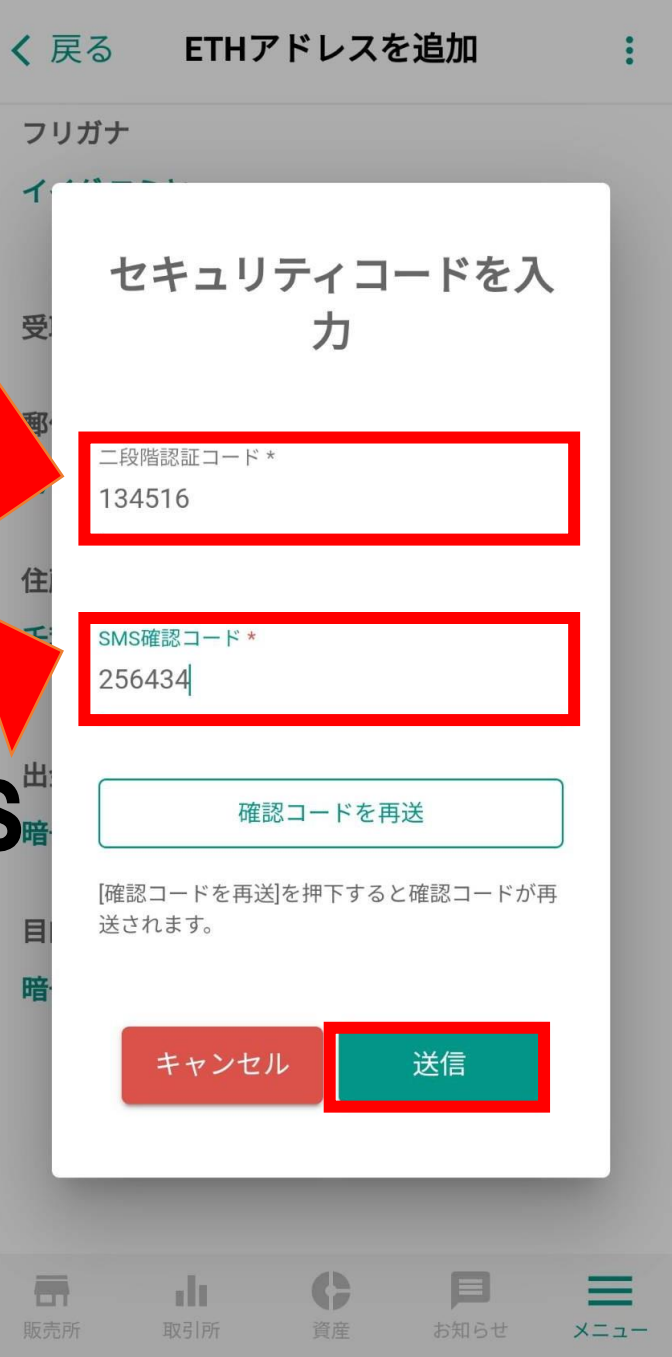 戻る
ETHアドレスを追加
フリガナ
セキュリティコードを入
力
二段階認証コード *
134516
SMS確認コード *
256434
確認コードを再送
[確認コードを再送]を押下すると確認コードが再
送されます。
キャンセル
送信
販売所
取引所
資産
お知らせ
メニュー